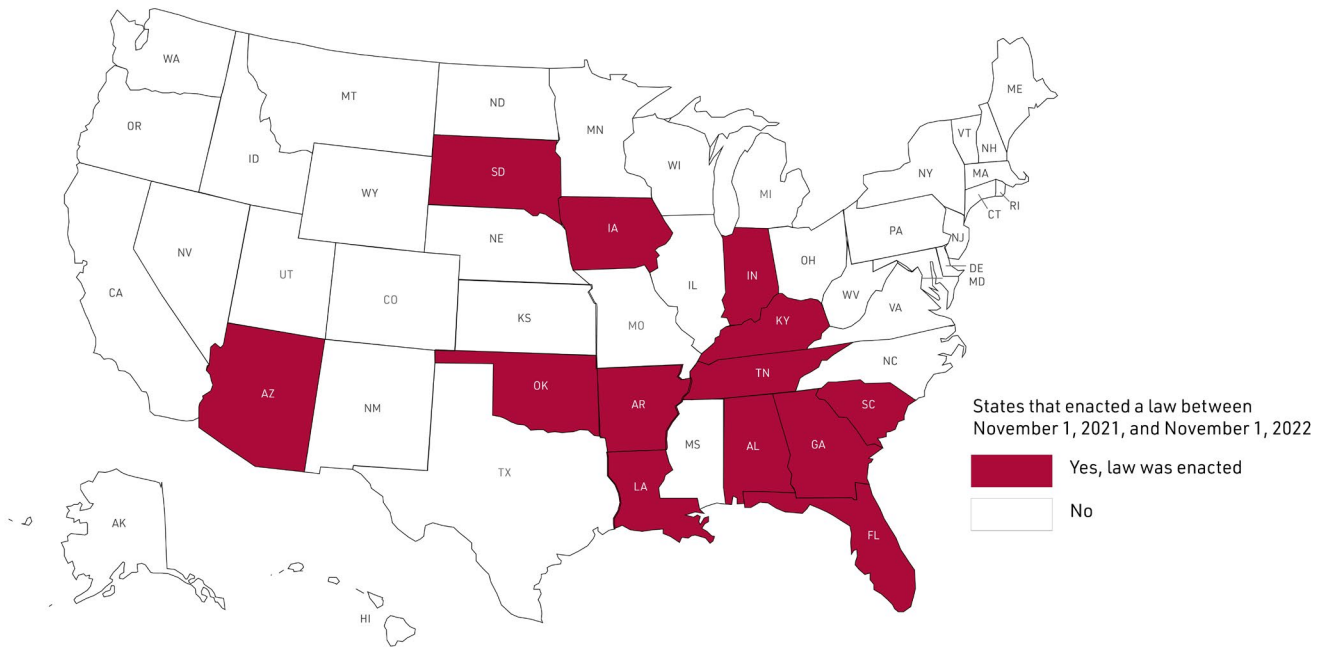 WA
ME
MT
ND
VT
OR
MN
NH
ID
WI
NY
MA
SD
MI
WY
RI
CT
IA
PA
NE
NJ
NV
OH
UT
IN
DE
MD
CA
CO
IL
WV
VA
KS
KY
MO
NC
TN
AZ
OK
AR
SC
NM
States that enacted a law between
November 1, 2021, and November 1, 2022
MS
AL
GA
TX
Yes, law was enacted
LA
No
AK
FL
HI